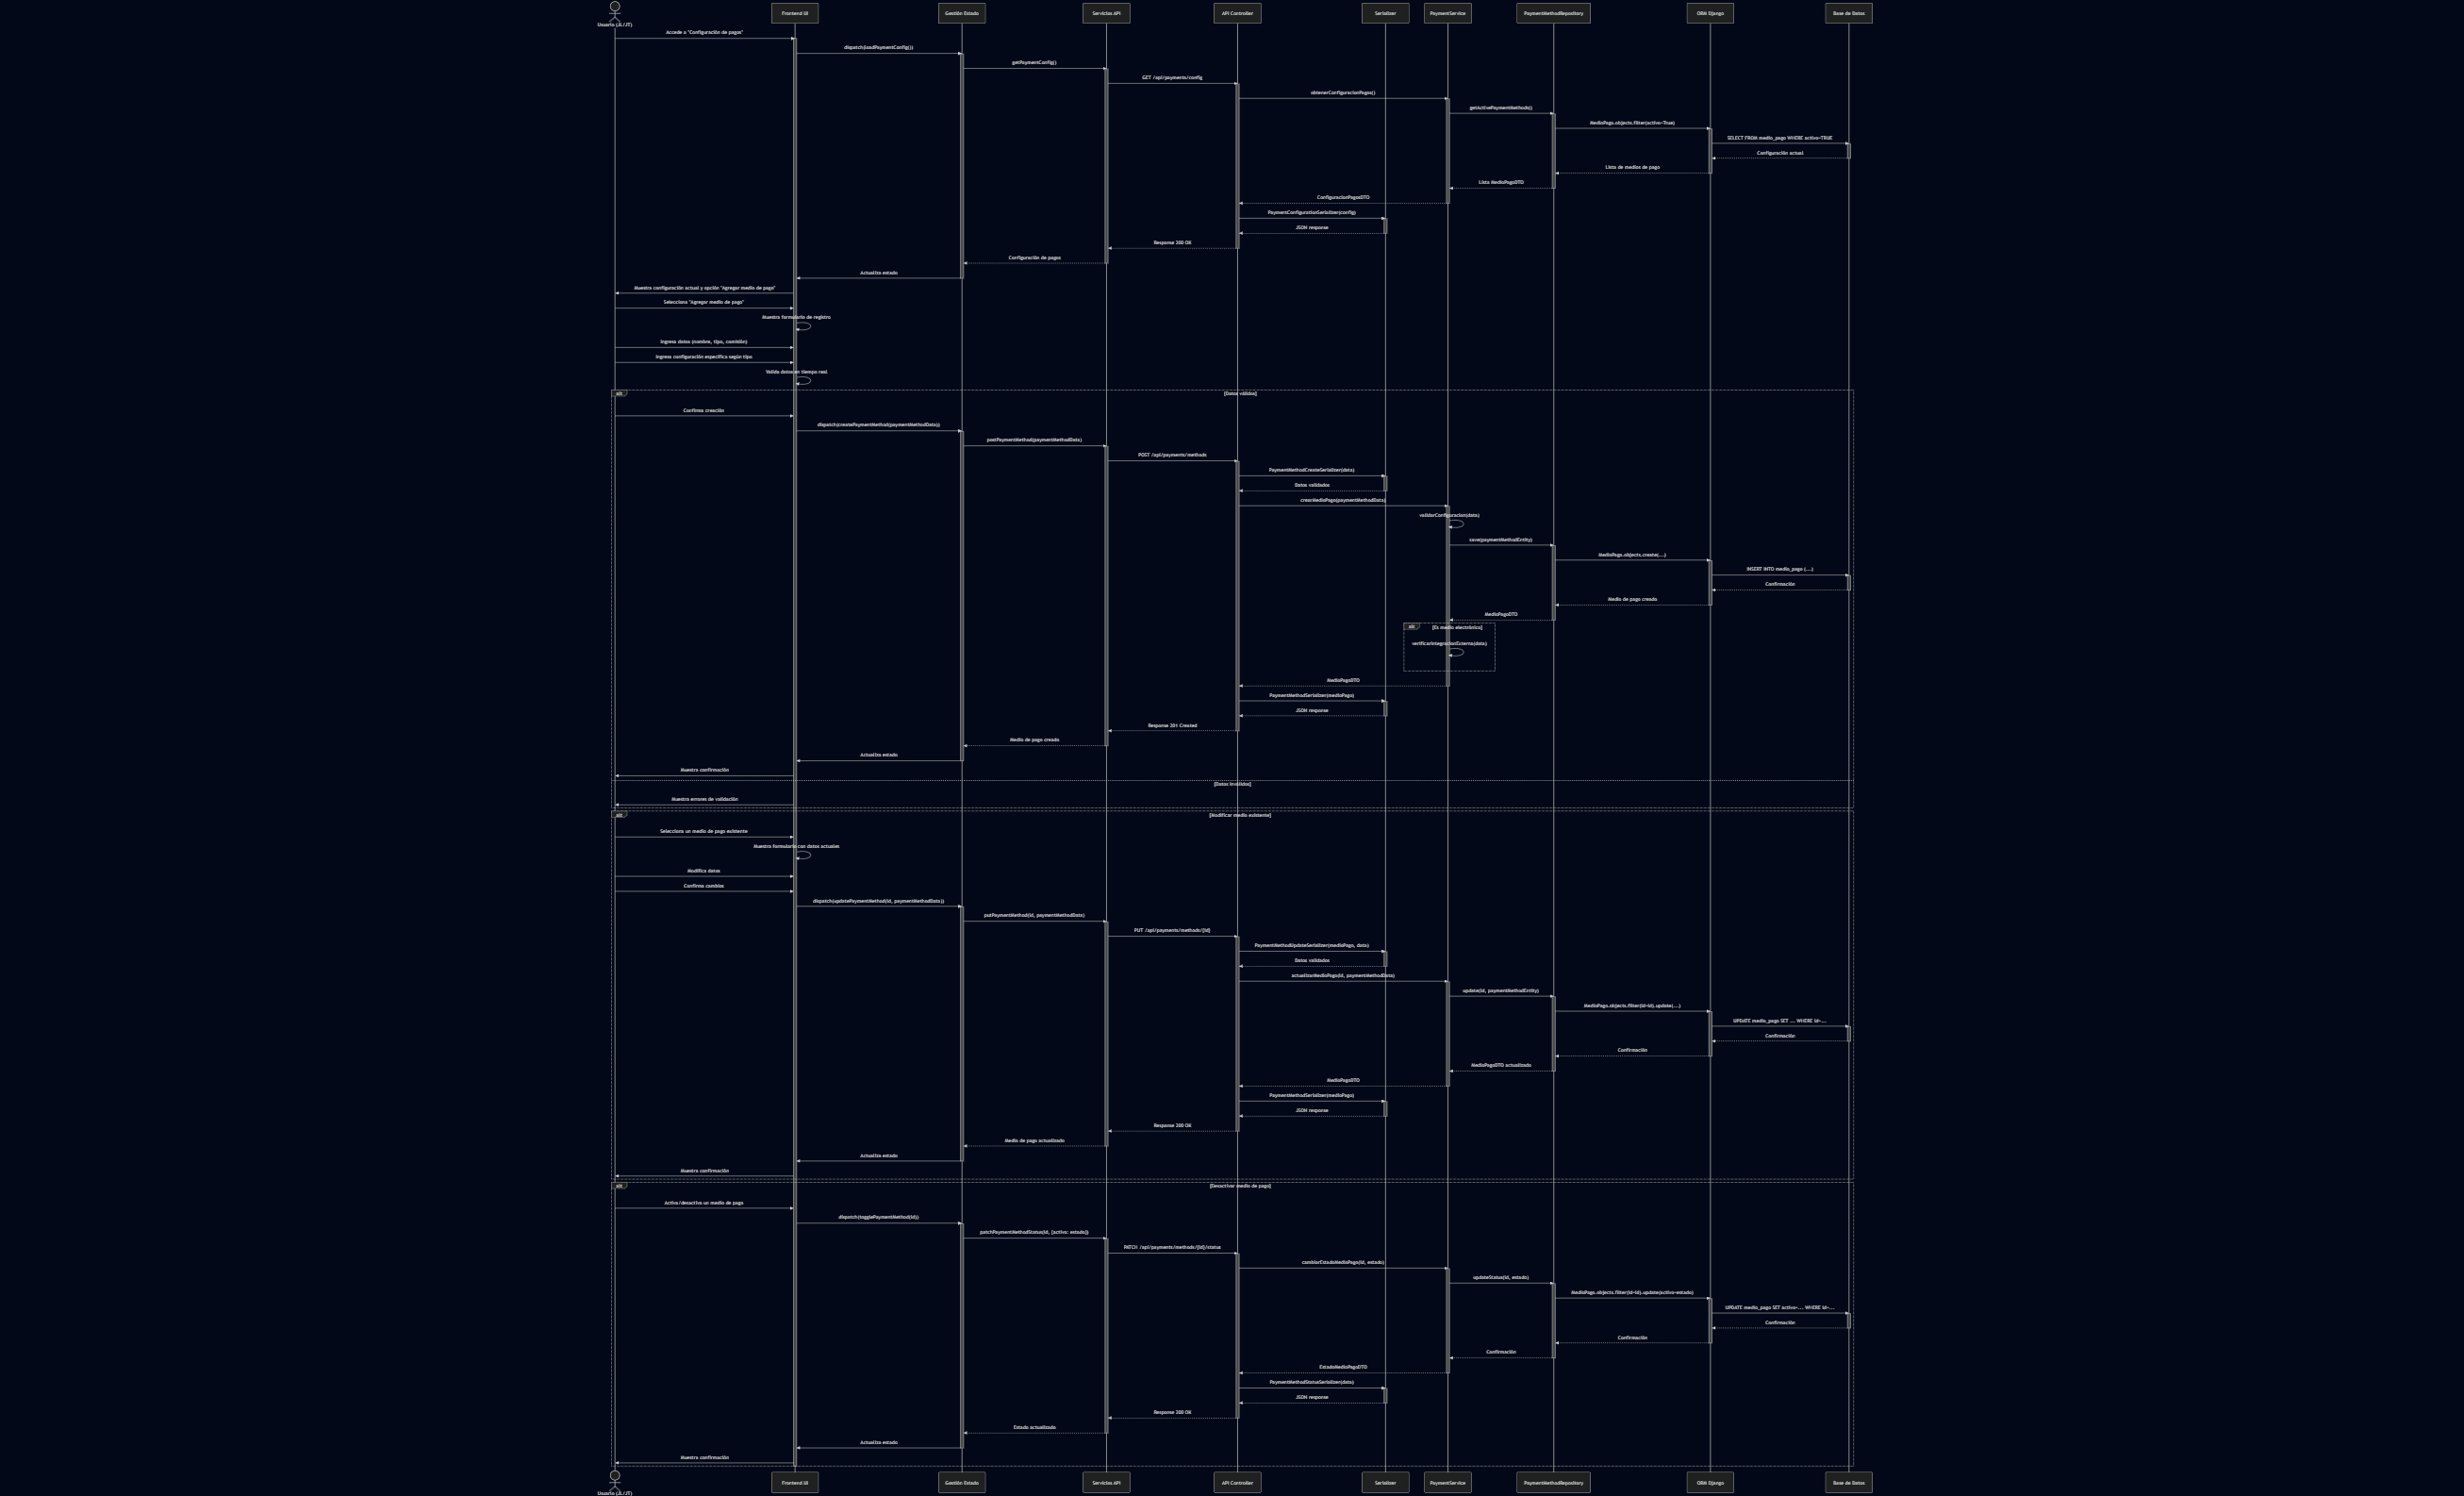 Usuario (JL/JT)
Frontend UI
Gestión Estado
Servicios API
API Controller
Serializer
PaymentService
PaymentMethodRepository
ORM Django
Base de Datos
Accede a "Configuración de pagos"
dispatch(loadPaymentConfig())
getPaymentConfig()
GET /api/payments/config
obtenerConfiguracionPagos()
getActivePaymentMethods()
MedioPago.objects.filter(activo=True)
SELECT FROM medio_pago WHERE activo=TRUE
Configuración actual
Lista de medios de pago
Lista MedioPagoDTO
ConfiguracionPagosDTO
PaymentConfigurationSerializer(config)
JSON response
Response 200 OK
Configuración de pagos
Actualiza estado
Muestra configuración actual y opción "Agregar medio de pago"
Selecciona "Agregar medio de pago"
Muestra formulario de registro
Ingresa datos (nombre, tipo, comisión)
Ingresa configuración específica según tipo
Valida datos en tiempo real
alt
[Datos válidos]
Confirma creación
dispatch(createPaymentMethod(paymentMethodData))
postPaymentMethod(paymentMethodData)
POST /api/payments/methods
PaymentMethodCreateSerializer(data)
Datos validados
crearMedioPago(paymentMethodData)
validarConfiguracion(data)
save(paymentMethodEntity)
MedioPago.objects.create(...)
INSERT INTO medio_pago (...)
Confirmación
Medio de pago creado
MedioPagoDTO
alt
[Es medio electrónico]
verificarIntegracionExterna(data)
MedioPagoDTO
PaymentMethodSerializer(medioPago)
JSON response
Response 201 Created
Medio de pago creado
Actualiza estado
Muestra confirmación
[Datos inválidos]
Muestra errores de validación
alt
[Modificar medio existente]
Selecciona un medio de pago existente
Muestra formulario con datos actuales
Modifica datos
Confirma cambios
dispatch(updatePaymentMethod(id, paymentMethodData))
putPaymentMethod(id, paymentMethodData)
PUT /api/payments/methods/{id}
PaymentMethodUpdateSerializer(medioPago, data)
Datos validados
actualizarMedioPago(id, paymentMethodData)
update(id, paymentMethodEntity)
MedioPago.objects.filter(id=id).update(...)
UPDATE medio_pago SET ... WHERE id=...
Confirmación
Confirmación
MedioPagoDTO actualizado
MedioPagoDTO
PaymentMethodSerializer(medioPago)
JSON response
Response 200 OK
Medio de pago actualizado
Actualiza estado
Muestra confirmación
alt
[Desactivar medio de pago]
Activa/desactiva un medio de pago
dispatch(togglePaymentMethod(id))
patchPaymentMethodStatus(id, {activo: estado})
PATCH /api/payments/methods/{id}/status
cambiarEstadoMedioPago(id, estado)
updateStatus(id, estado)
MedioPago.objects.filter(id=id).update(activo=estado)
UPDATE medio_pago SET activo=... WHERE id=...
Confirmación
Confirmación
Confirmación
EstadoMedioPagoDTO
PaymentMethodStatusSerializer(data)
JSON response
Response 200 OK
Estado actualizado
Actualiza estado
Muestra confirmación
Usuario (JL/JT)
Frontend UI
Gestión Estado
Servicios API
API Controller
Serializer
PaymentService
PaymentMethodRepository
ORM Django
Base de Datos